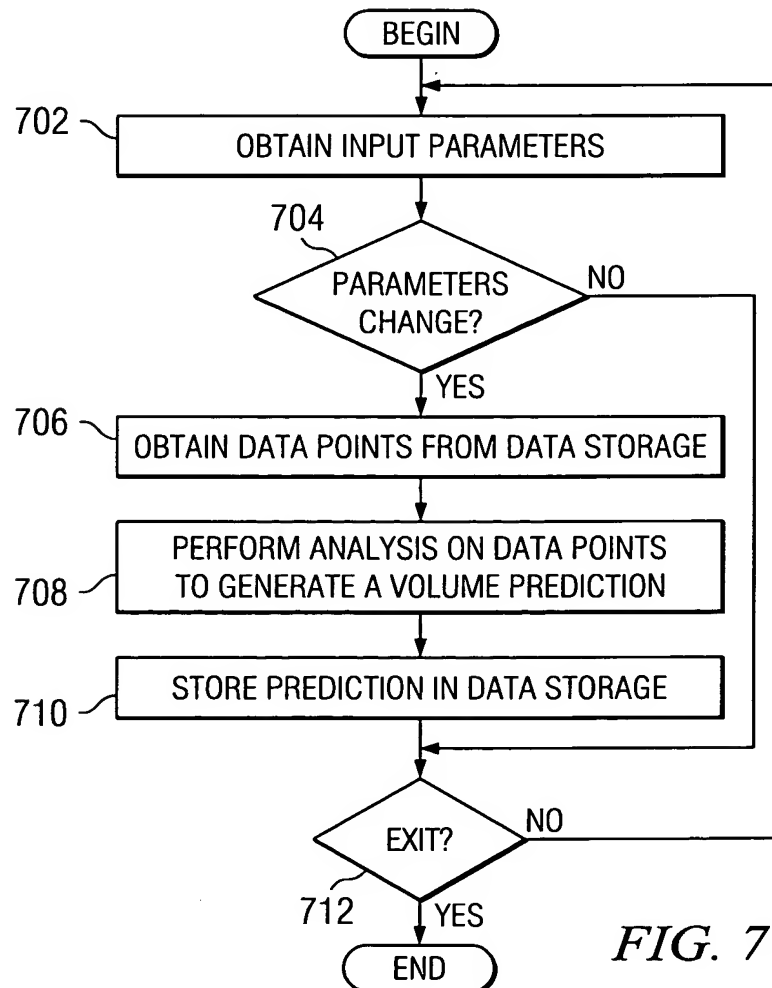 BEGIN
702
OBTAIN INPUT PARAMETERS
704
PARAMETERS
CHANGE?
NO
YES
706
OBTAIN DATA POINTS FROM DATA STORAGE
708
PERFORM ANALYSIS ON DATA POINTS
TO GENERATE A VOLUME PREDICTION
710
STORE PREDICTION IN DATA STORAGE
EXIT?
NO
712
YES
END
FIG. 7